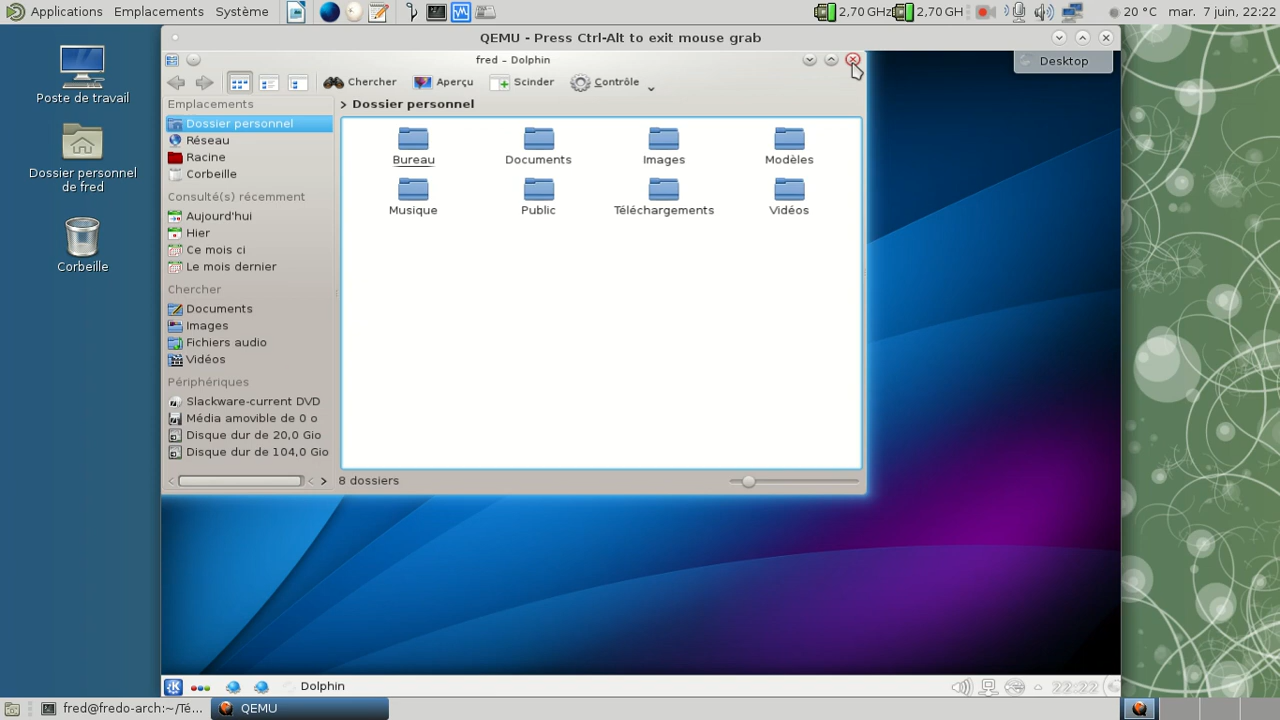 Applications Emplacements Système 2,70 GHz 2,70 GH 20 °C mar. 7 juin, 22:22
QEMU - Press Ctrl-Alt to exit mouse grab
fred – Dolphin
Desktop
Chercher Aperçu Scinder Contrôle
Emplacements
Dossier personnel
Réseau
Racine
Corbeille
Consulté(s) récemment
Aujourd'hui
Hier
Ce mois ci
Le mois dernier
Chercher
Documents
Images
Fichiers audio
Vidéos
Périphériques
Slackware-current DVD
Média amovible de 0 o
Disque dur de 20,0 Gio
Disque dur de 104,0 Gio
> Dossier personnel
Bureau Documents Images Modèles
Musique Public Téléchargements Vidéos
8 dossiers
Poste de travail
Dossier personnel
de fred
Corbeille
Dolphin 22:22
fred@fredo-arch:~/Té... QEMU